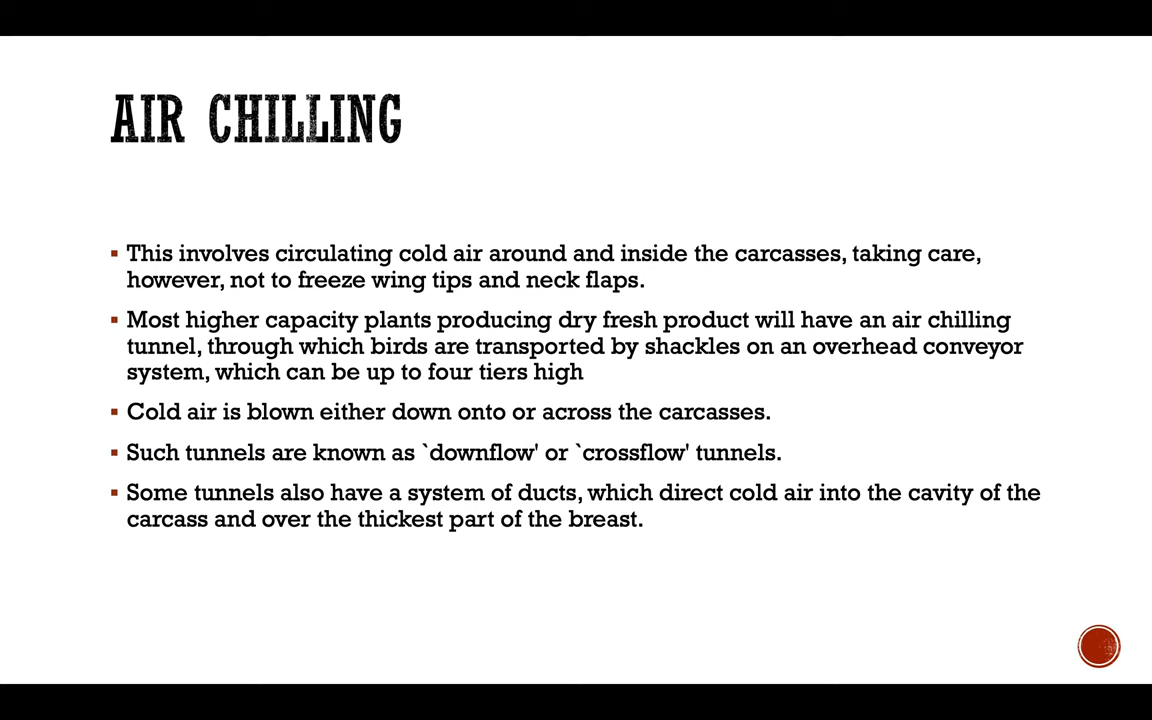 AIR CHILLING
▪ This involves circulating cold air around and inside the carcasses, taking care,
however, not to freeze wing tips and neck flaps.
▪ Most higher capacity plants producing dry fresh product will have an air chilling
tunnel, through which birds are transported by shackles on an overhead conveyor
system, which can be up to four tiers high
▪ Cold air is blown either down onto or across the carcasses.
▪ Such tunnels are known as `downflow' or `crossflow' tunnels.
▪ Some tunnels also have a system of ducts, which direct cold air into the cavity of the
carcass and over the thickest part of the breast.